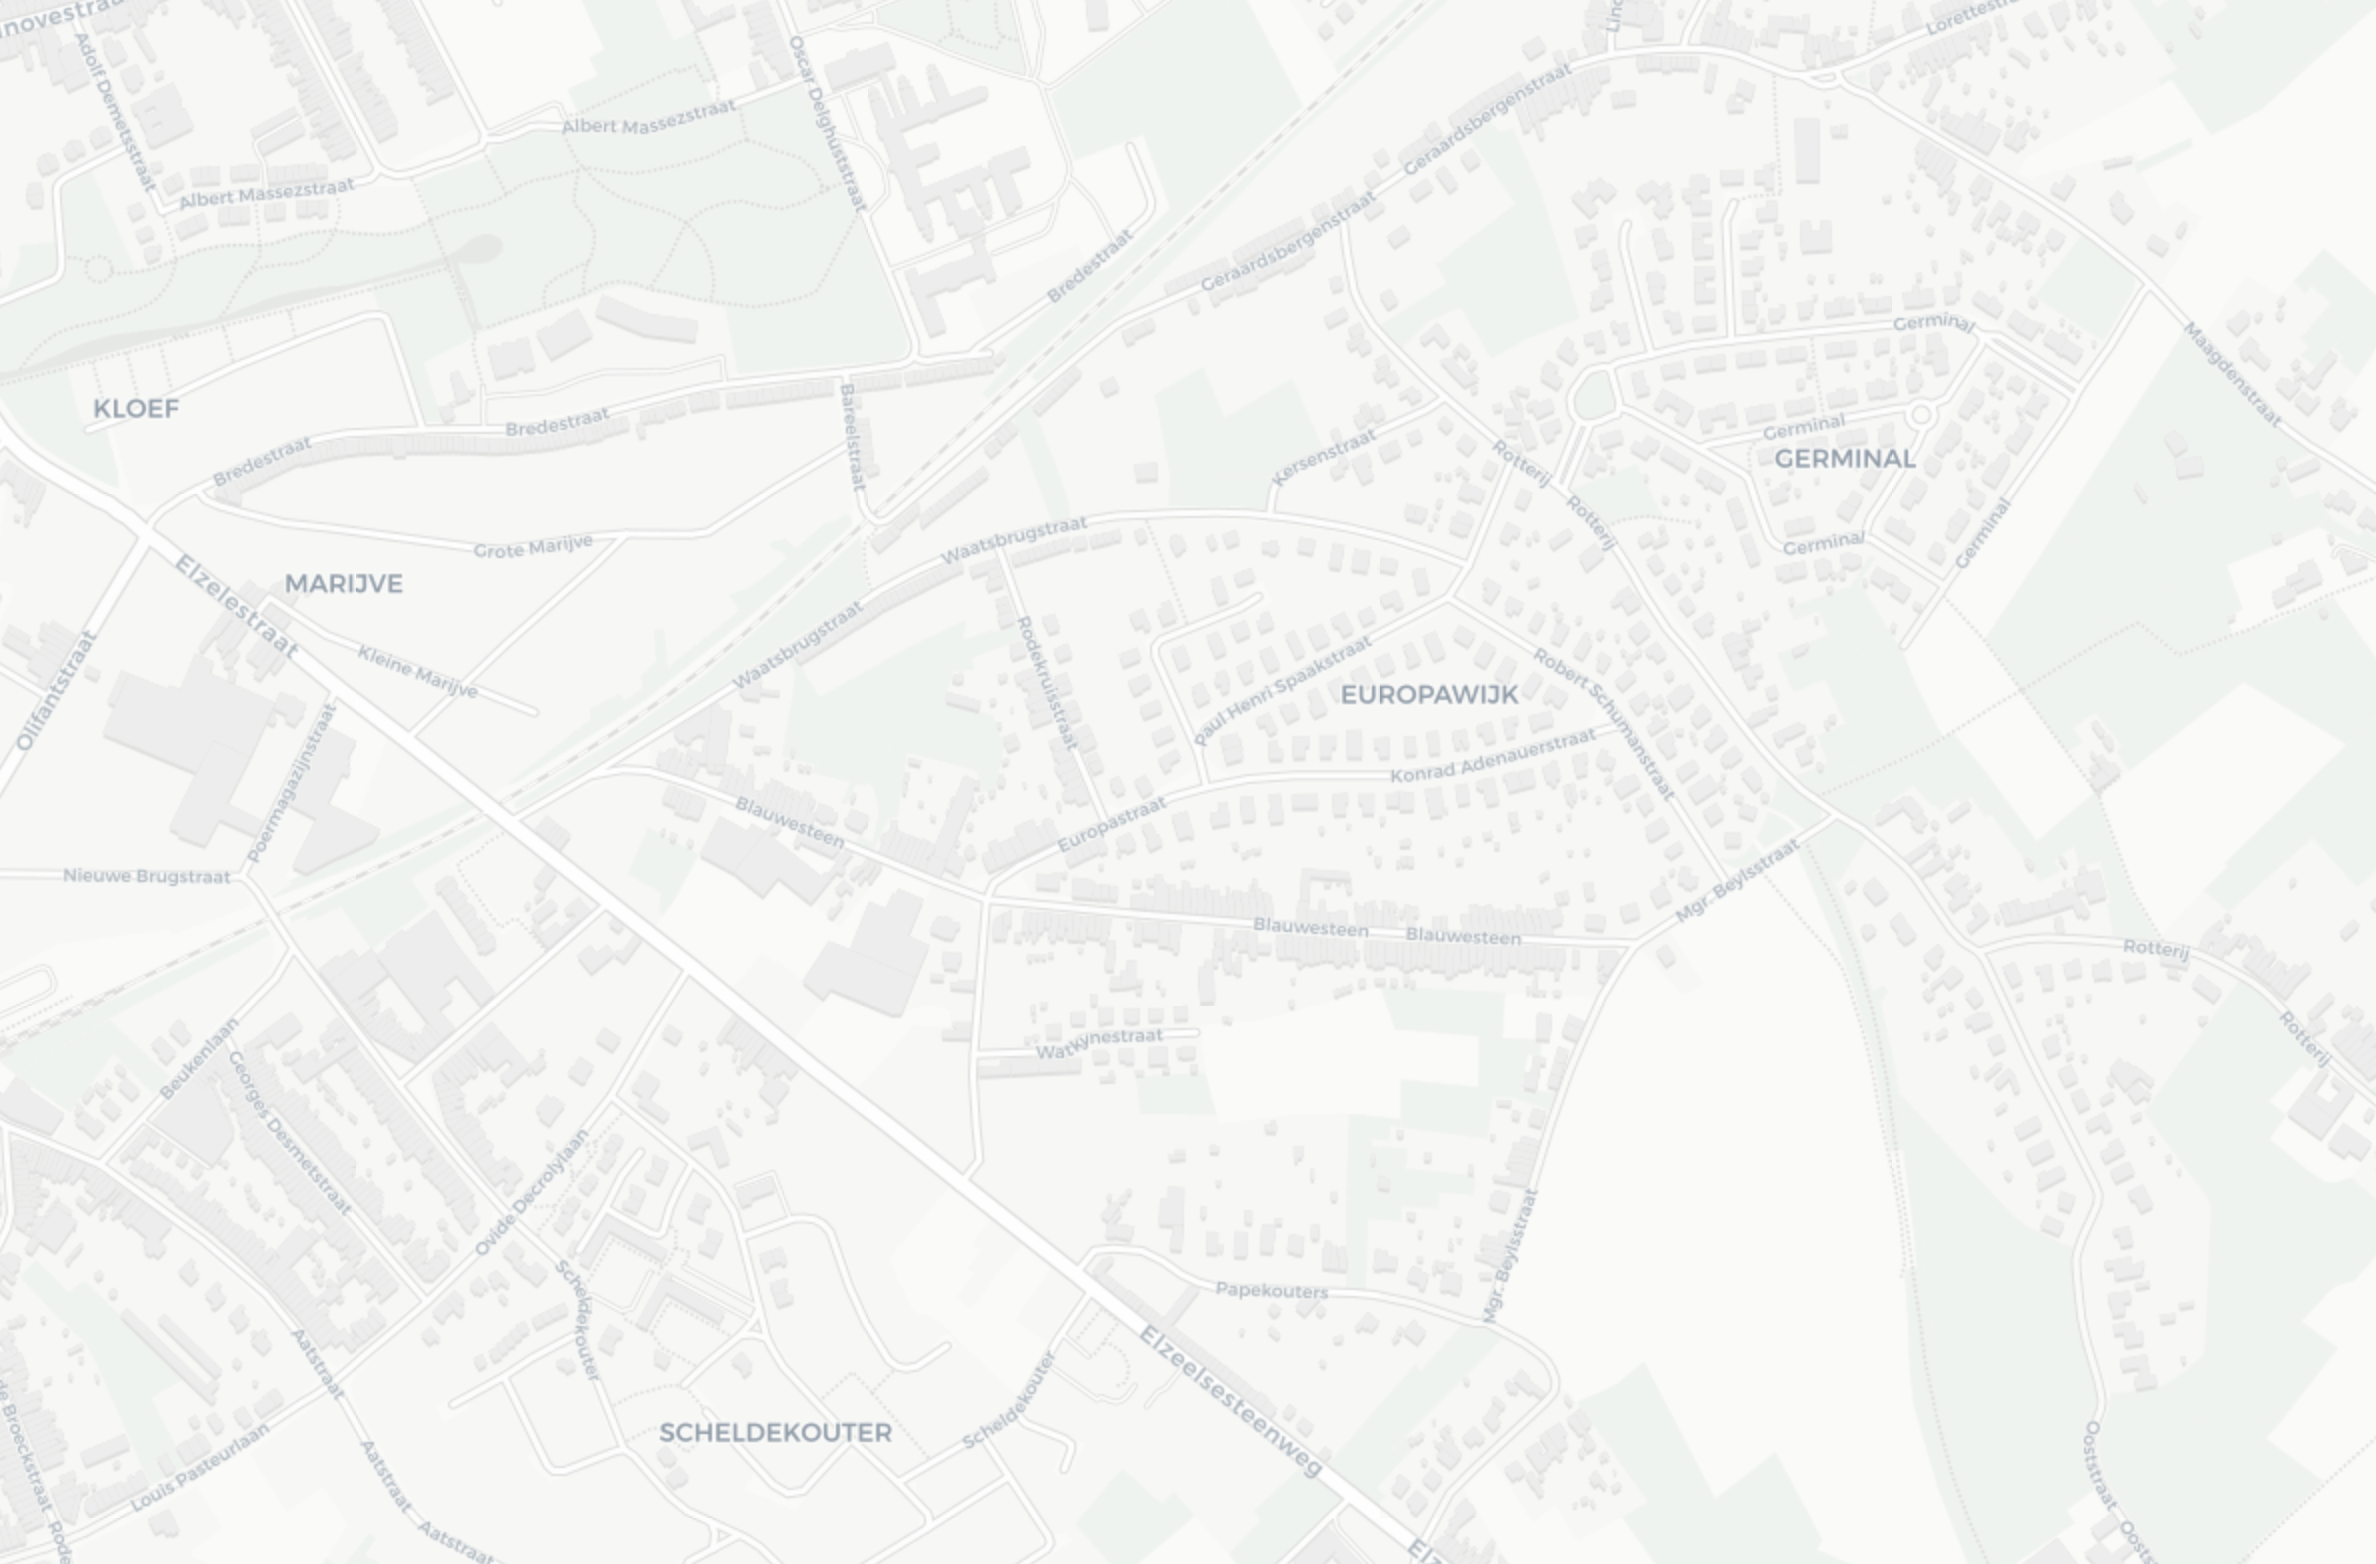 Adolf Demetsstraat
Oscar Delghuststraat
Albert Massezstraat
Albert Massezstraat
Geraardsbergenstraat
Geraardsbergenstraat
Bredestraat
Bredestraat
Bredestraat
KLOEF
Bareelstraat
Grote Marijve
MARIJVE
Elzelestraat
Kleine Marijve
Olifantstraat
Poermagazijnstraat
Nieuwe Brugstraat
Waatsbrugstraat
Waatsbrugstraat
Kersenstraat
Rotterij
Rotterij
Germinal
Germinal
GERMINAL
Germinal
Germinal
Maagdenstraat
Rodekruisstraat
Paul Henri Spaakstraat
EUROPAWIJK
Robert Schumanstraat
Konrad Adenauerstraat
Europastraat
Blauwesteen
Blauwesteen
Blauwesteen
Mgr. Beylsstraat
Rotterij
Rotterij
Beukenlaan
Georges Desmetstraat
Ovide Decrolylaan
Scheldekouter
Papekouters
Mgr. Beylsstraat
Elzeelsesteenweg
Scheldekouter
SCHELDEKOUTER
Aatstraat
Aatstraat
Aatstraat
Louis Pasteurlaan
Ooststraat